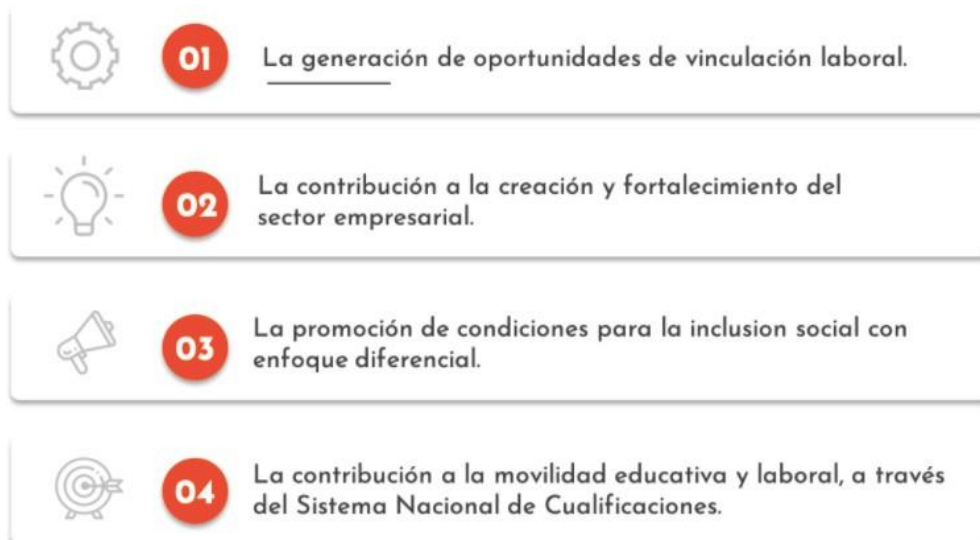 01
La generación de oportunidades de vinculación laboral.
02
La contribución a la creación y fortalecimiento del
sector empresarial.
03
La promoción de condiciones para la inclusion social con
enfoque diferencial.
04
La contribución a la movilidad educativa y laboral, a través
del Sistema Nacional de Cualificaciones.